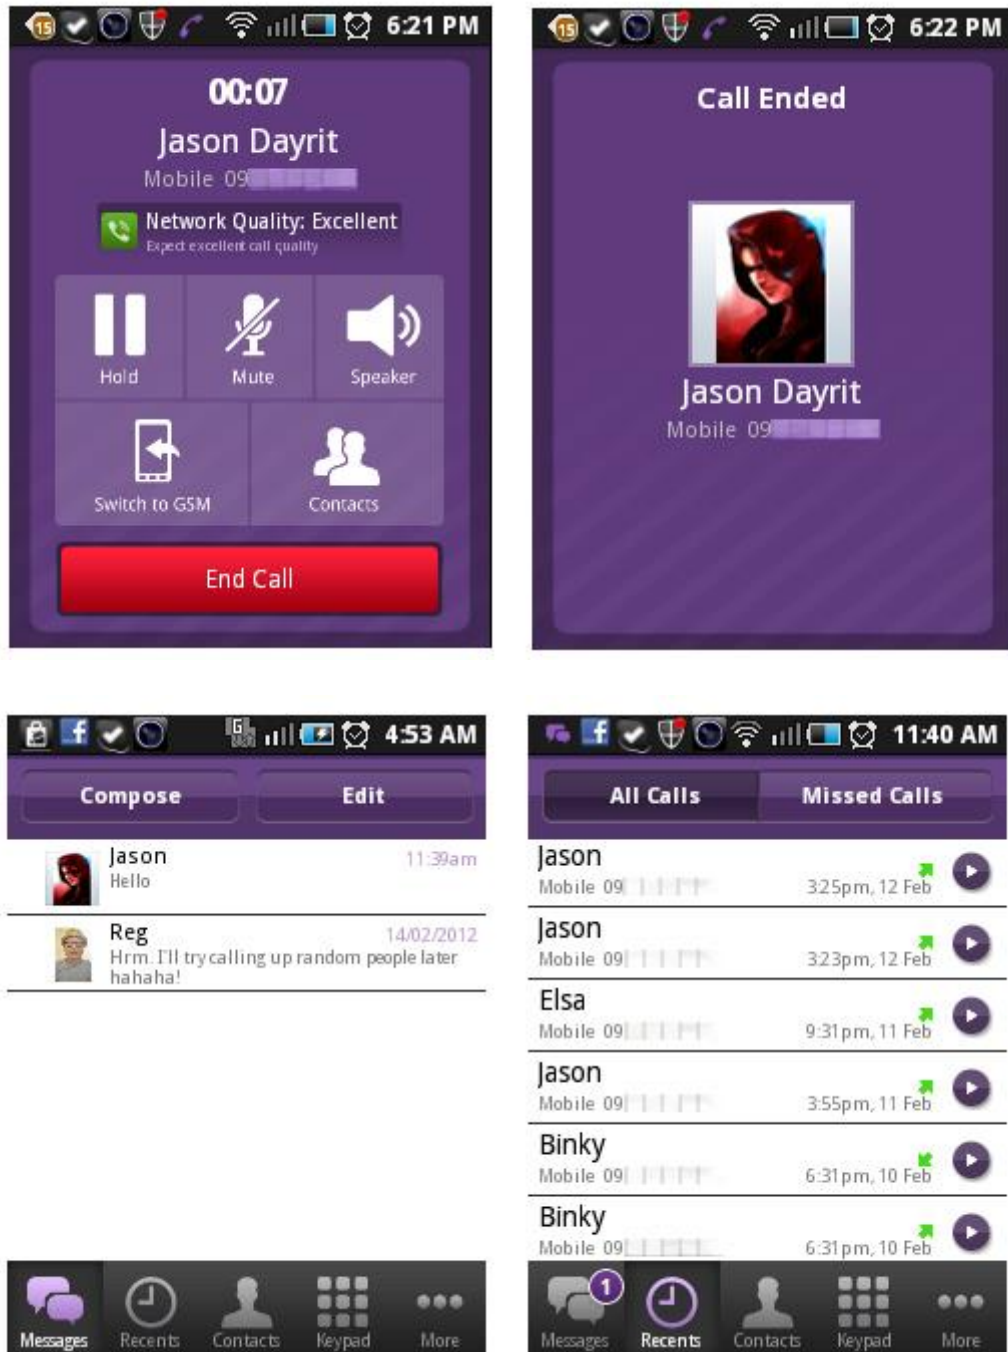 15 6:21 PM
00:07
Jason Dayrit
Mobile 09
Network Quality: Excellent
Expect excellent call quality
Hold Mute Speaker
Switch to GSM Contacts
End Call
15 6:22 PM
Call Ended
Jason Dayrit
Mobile 09
G 4:53 AM
Compose Edit
Jason 11:39am
Hello
Reg 14/02/2012
Hrm. I'll try calling up random people later
hahaha!
Messages Recents Contacts Keypad More
11:40 AM
All Calls Missed Calls
Jason
Mobile 09 3:25pm, 12 Feb
Jason
Mobile 09 3:23pm, 12 Feb
Elsa
Mobile 09 9:31pm, 11 Feb
Jason
Mobile 09 3:55pm, 11 Feb
Binky
Mobile 09 6:31pm, 10 Feb
Binky
Mobile 09 6:31pm, 10 Feb
1
Messages Recents Contacts Keypad More